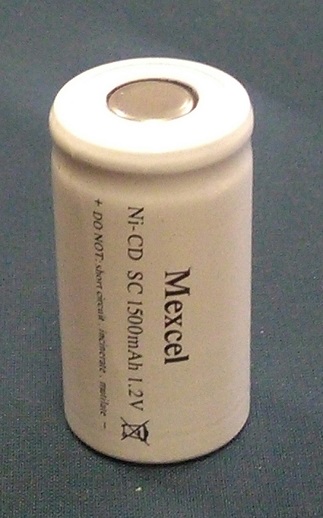 Mexcel
Ni-CD SC 1500mAh 1.2V
+ DO NOT: short circuit, incinerate, mutilate -